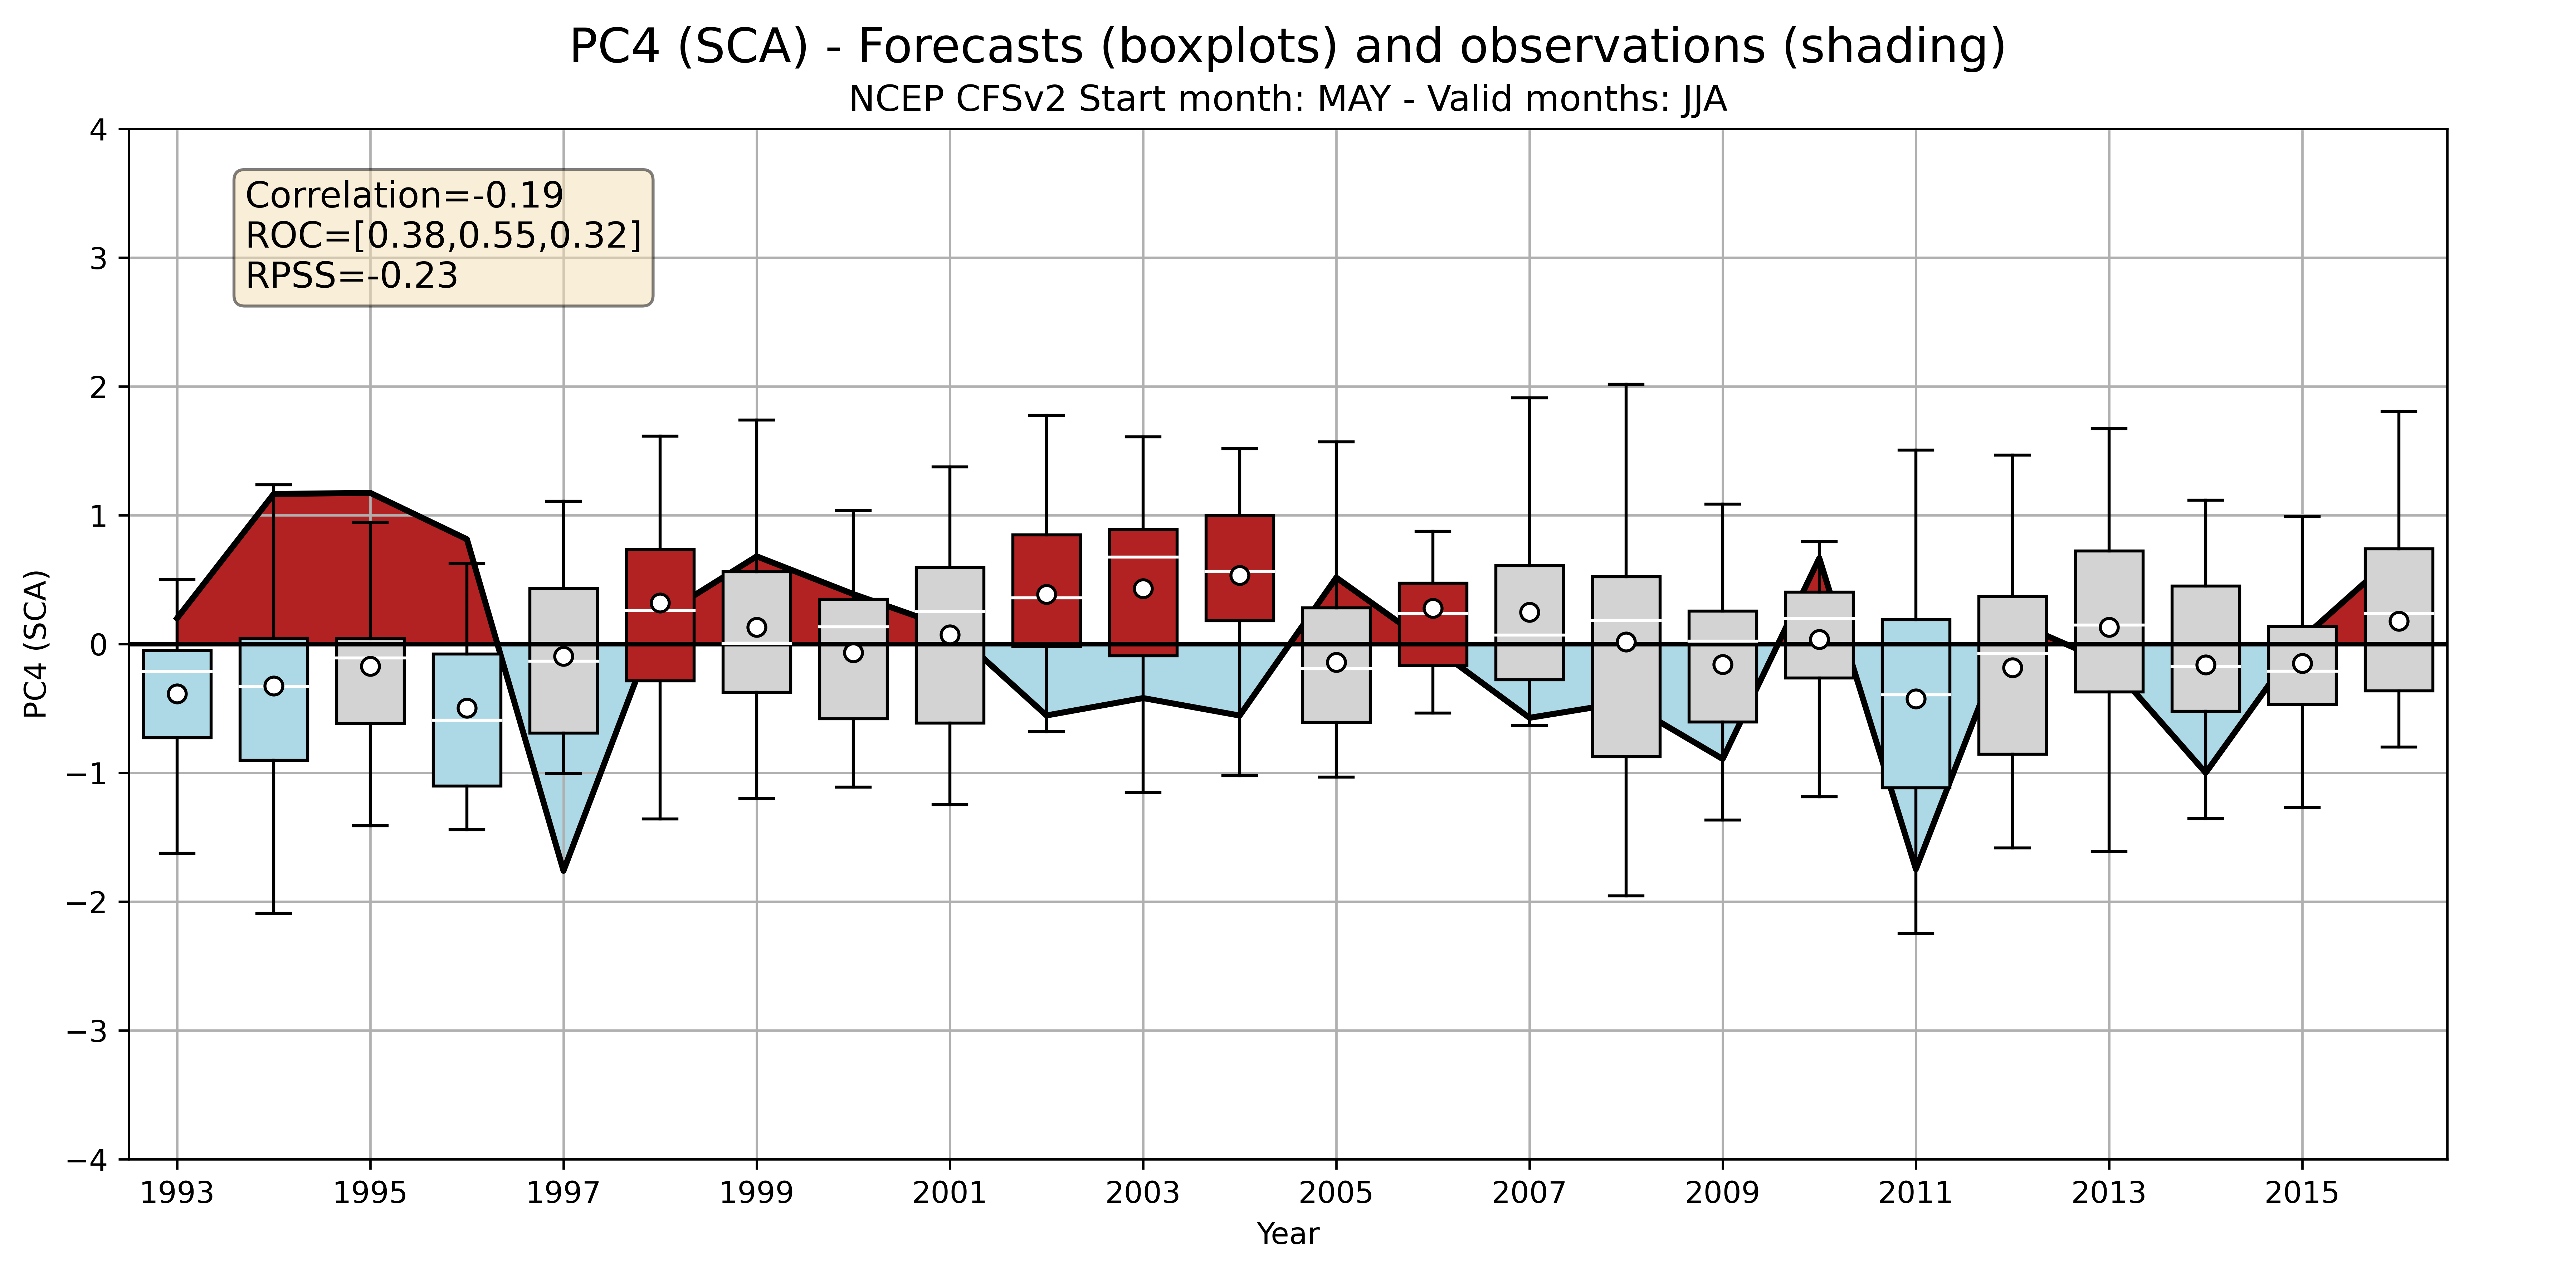 PC4 (SCA) - Forecasts (boxplots) and observations (shading)
NCEP CFSv2 Start month: MAY - Valid months: JJA
Correlation=-0.19
ROC=[0.38,0.55,0.32]
RPSS=-0.23
PC4 (SCA)
4
3
2
1
0
−1
−2
−3
−4
1993 1995 1997 1999 2001 2003 2005 2007 2009 2011 2013 2015
Year